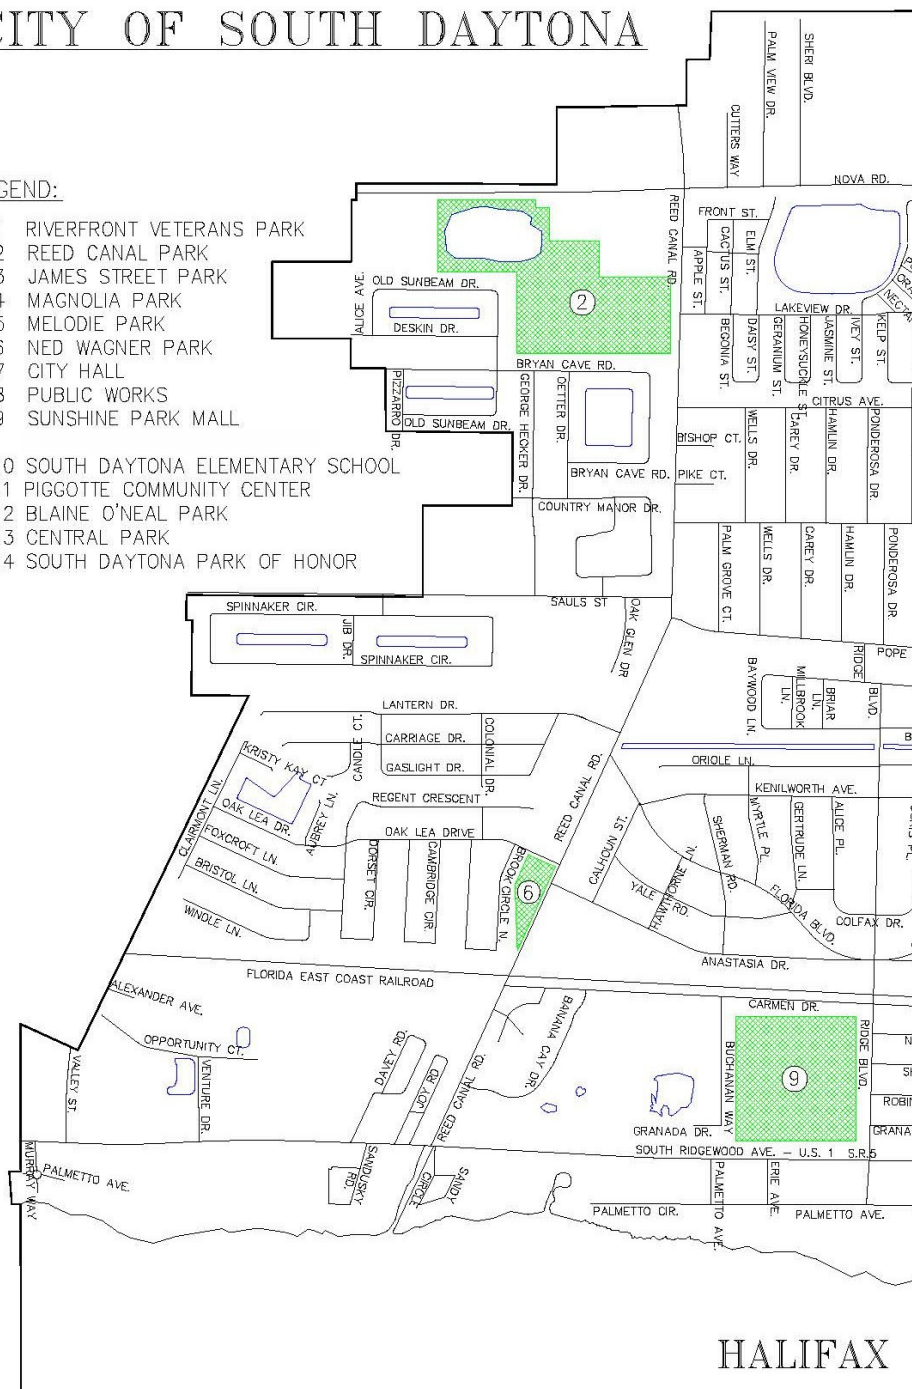 CITY OF SOUTH DAYTONA
GEND:
RIVERFRONT VETERANS PARK
2 REED CANAL PARK
3 JAMES STREET PARK
4 MAGNOLIA PARK
5 MELODIE PARK
6 NED WAGNER PARK
7 CITY HALL
8 PUBLIC WORKS
9 SUNSHINE PARK MALL
0 SOUTH DAYTONA ELEMENTARY SCHOOL
1 PIGGOTTE COMMUNITY CENTER
2 BLAINE O'NEAL PARK
3 CENTRAL PARK
4 SOUTH DAYTONA PARK OF HONOR
PALM VIEW DR.
SHERI BLVD.
CUTTERS WAY
NOVA RD.
REED CANAL RD.
FRONT ST.
APPLE ST.
CACTUS ST.
ELM ST.
LAKEVIEW DR.
NECTAR
ALICE AVE.
OLD SUNBEAM DR.
DESKIN DR.
2
BRYAN CAVE RD.
PIZZARRO DR.
OLD SUNBEAM DR.
GEORGE HECKER DR.
OETTER DR.
BRYAN CAVE RD.
COUNTRY MANOR DR.
BEGONIA ST.
DAISY ST.
GERANIUM ST.
HONEYSUCKLE ST.
JASMINE ST.
IVEY ST.
KELP ST.
CITRUS AVE.
BISHOP CT.
PIKE CT.
WELLS DR.
CAREY DR.
HAMLIN DR.
PONDEROSA DR.
PALM GROVE CT.
WELLS DR.
CAREY DR.
HAMLIN DR.
PONDEROSA DR.
SPINNAKER CIR.
JIB DR.
SPINNAKER CIR.
SAULS ST
OAK GLEN DR
RIDGE BLVD.
POPE
BAYWOOD LN.
MILLBROOK LN.
BRIAR LN.
LANTERN DR.
CANDLE CT.
CARRIAGE DR.
GASLIGHT DR.
COLONIAL DR.
REED CANAL RD.
ORIOLE LN.
KENILWORTH AVE.
KRISTY KAY CT
CLAIRMONT LN.
OAK LEA DR.
AUBREY LN.
REGENT CRESCENT
OAK LEA DRIVE
FOXCROFT LN.
BRISTOL LN.
WINDLE LN.
DORSET CIR.
CAMBRIDGE CIR.
BROOK CIRCLE N.
6
CALHOUN ST.
YALE RD.
HAWTHORNE LN.
SHERMAN RD.
MYRTLE PL.
GERTRUDE LN.
ALICE PL.
FLORIDA BLVD.
COLFAX DR.
ANASTASIA DR.
FLORIDA EAST COAST RAILROAD
CARMEN DR.
ALEXANDER AVE.
OPPORTUNITY CT.
VALLEY ST.
VENTURE DR.
DAVEY RD.
JOY RD
REED CANAL RD.
BANANA CAY DR.
BUCHANAN WAY
9
RIDGE BLVD.
ROBIN
GRANADA DR.
GRANA
SOUTH RIDGEWOOD AVE. - U.S. 1 S.R.5
MURRAY WAY
PALMETTO AVE.
SANDUSKY RD.
SANDY CIRCLE
PALMETTO CIR.
PALMETTO AVE.
ERIE AVE.
PALMETTO AVE.
HALIFAX